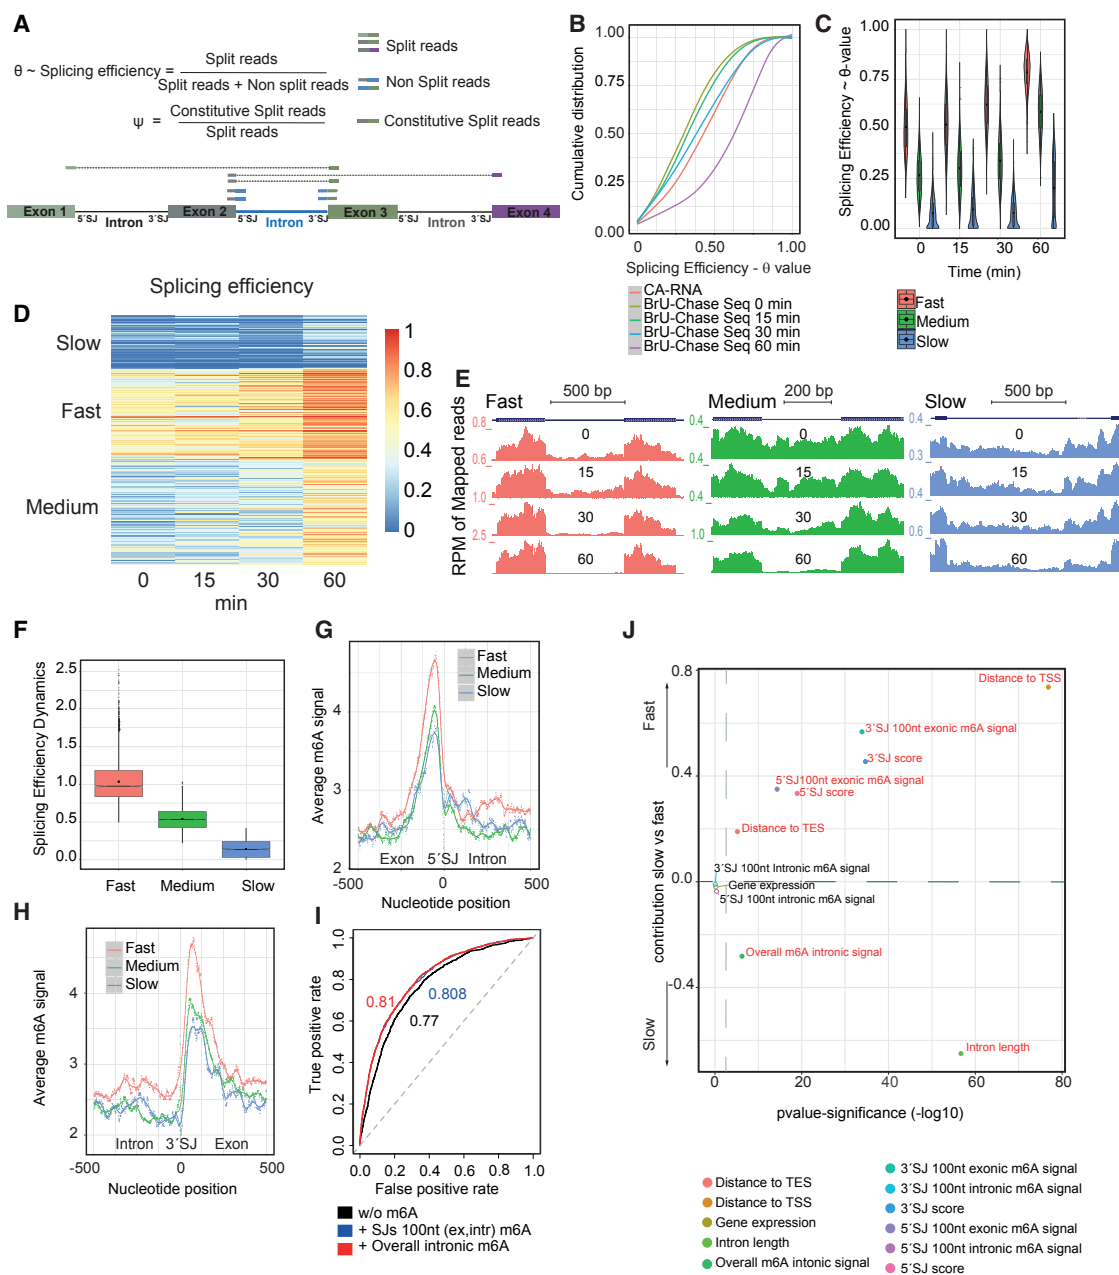 A
θ ~ Splicing efficiency = Split reads
Split reads + Non split reads
ψ = Constitutive Split reads
Split reads
Split reads
Non Split reads
Constitutive Split reads
Exon 1
5´SJ
Intron
3´SJ
Exon 2
5´SJ
Intron
3´SJ
Exon 3
5´SJ
Intron
3´SJ
Exon 4
B
Cumulative distribution
1.00
0.75
0.50
0.25
0.00
0
0.50
1.00
Splicing Efficiency - θ value
CA-RNA
BrU-Chase Seq 0 min
BrU-Chase Seq 15 min
BrU-Chase Seq 30 min
BrU-Chase Seq 60 min
C
Splicing Efficiency ~ θ-value
1.00
0.75
0.50
0.25
0.00
0 15 30 60
Time (min)
Fast
Medium
Slow
D
Splicing efficiency
Slow
Fast
Medium
0 15 30 60
min
1
0.8
0.6
0.4
0.2
0
E
RPM of Mapped reads
Fast
500 bp
0.8
0
0.6
15
1.0
30
2.5
60
Medium
200 bp
0.4
0
0.4
15
0.4
30
1.0
60
Slow
500 bp
0.4
0
0.3
15
0.4
30
0.6
60
F
Splicing Efficiency Dynamics
2.5
2.0
1.5
1.0
0.5
0.0
Fast Medium Slow
G
Average m6A signal
4
3
2
Fast
Medium
Slow
Exon 5´SJ Intron
-500 0 500
Nucleotide position
H
Average m6A signal
4
3
2
Fast
Medium
Slow
Intron 3´SJ Exon
-500 0 500
Nucleotide position
I
True positive rate
1.0
0.8
0.6
0.4
0.2
0.0
0.81
0.808
0.77
0.0 0.2 0.4 0.6 0.8 1.0
False positive rate
w/o m6A
+ SJs 100nt (ex,intr) m6A
+ Overall intronic m6A
J
contribution slow vs fast
Fast
Slow
0.8
0.4
0.0
-0.4
Distance to TSS
3´SJ 100nt exonic m6A signal
3´SJ score
5´SJ100nt exonic m6A signal
5´SJ score
Distance to TES
3´SJ 100nt Intronic m6A signal
Gene expression
5´SJ 100nt intronic m6A signal
Overall m6A intronic signal
Intron length
0 20 40 60 80
pvalue-significance (-log10)
Distance to TES
Distance to TSS
Gene expression
Intron length
Overall m6A intonic signal
3´SJ 100nt exonic m6A signal
3´SJ 100nt intronic m6A signal
3´SJ score
5´SJ 100nt exonic m6A signal
5´SJ 100nt intronic m6A signal
5´SJ score